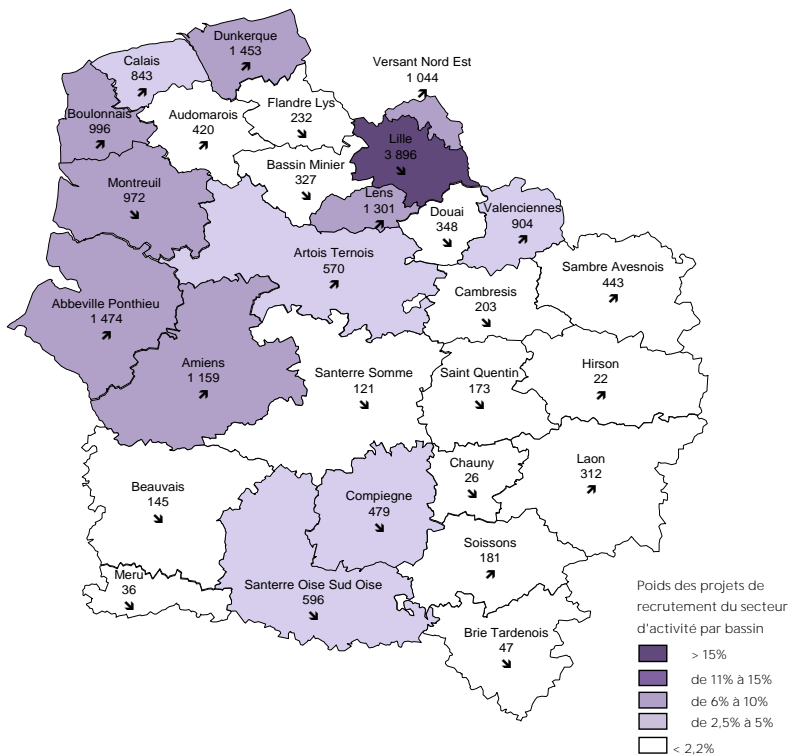 Dunkerque
1 453
Calais
843
Versant Nord Est
1 044
Flandre Lys
232
Boulonnais
996
Audomarois
420
Lille
3 896
Bassin Minier
327
Montreuil
972
Lens
1 301
Douai
348
Valenciennes
904
Artois Ternois
570
Sambre Avesnois
443
Cambresis
203
Abbeville Ponthieu
1 474
Amiens
1 159
Santerre Somme
121
Saint Quentin
173
Hirson
22
Chauny
26
Laon
312
Beauvais
145
Compiegne
479
Soissons
181
Meru
36
Santerre Oise Sud Oise
596
Brie Tardenois
47
Poids des projets de
recrutement du secteur
d'activité par bassin
> 15%
de 11% à 15%
de 6% à 10%
de 2,5% à 5%
< 2,2%